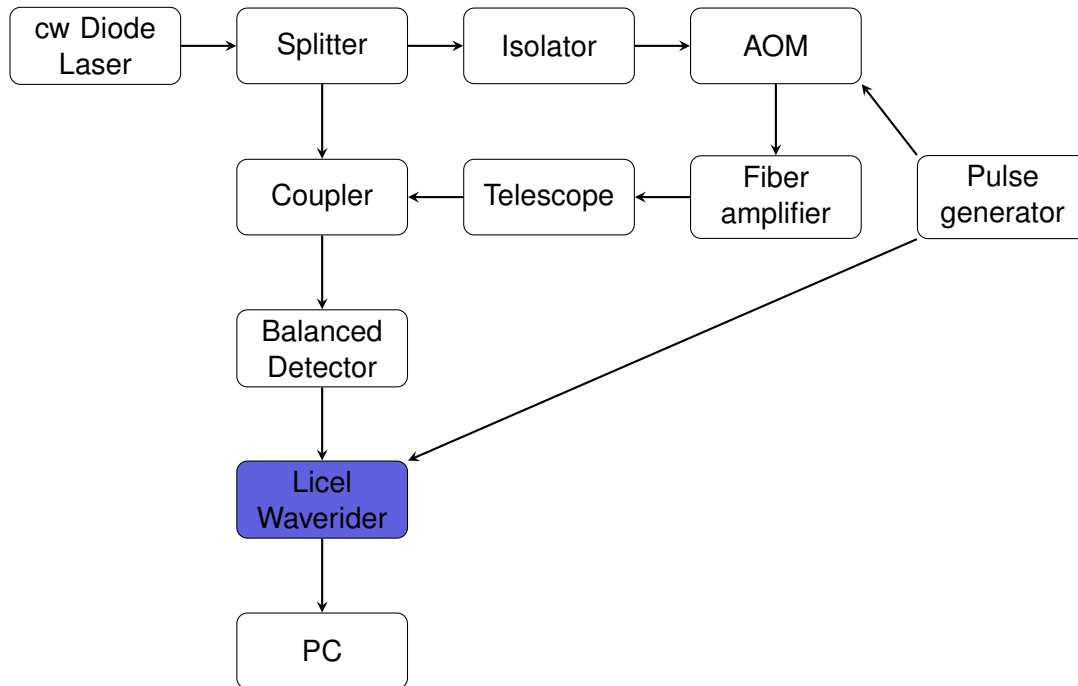 cw Diode
Laser
Splitter
Isolator
AOM
Coupler
Telescope
Fiber
amplifier
Pulse
generator
Balanced
Detector
Licel
Waverider
PC